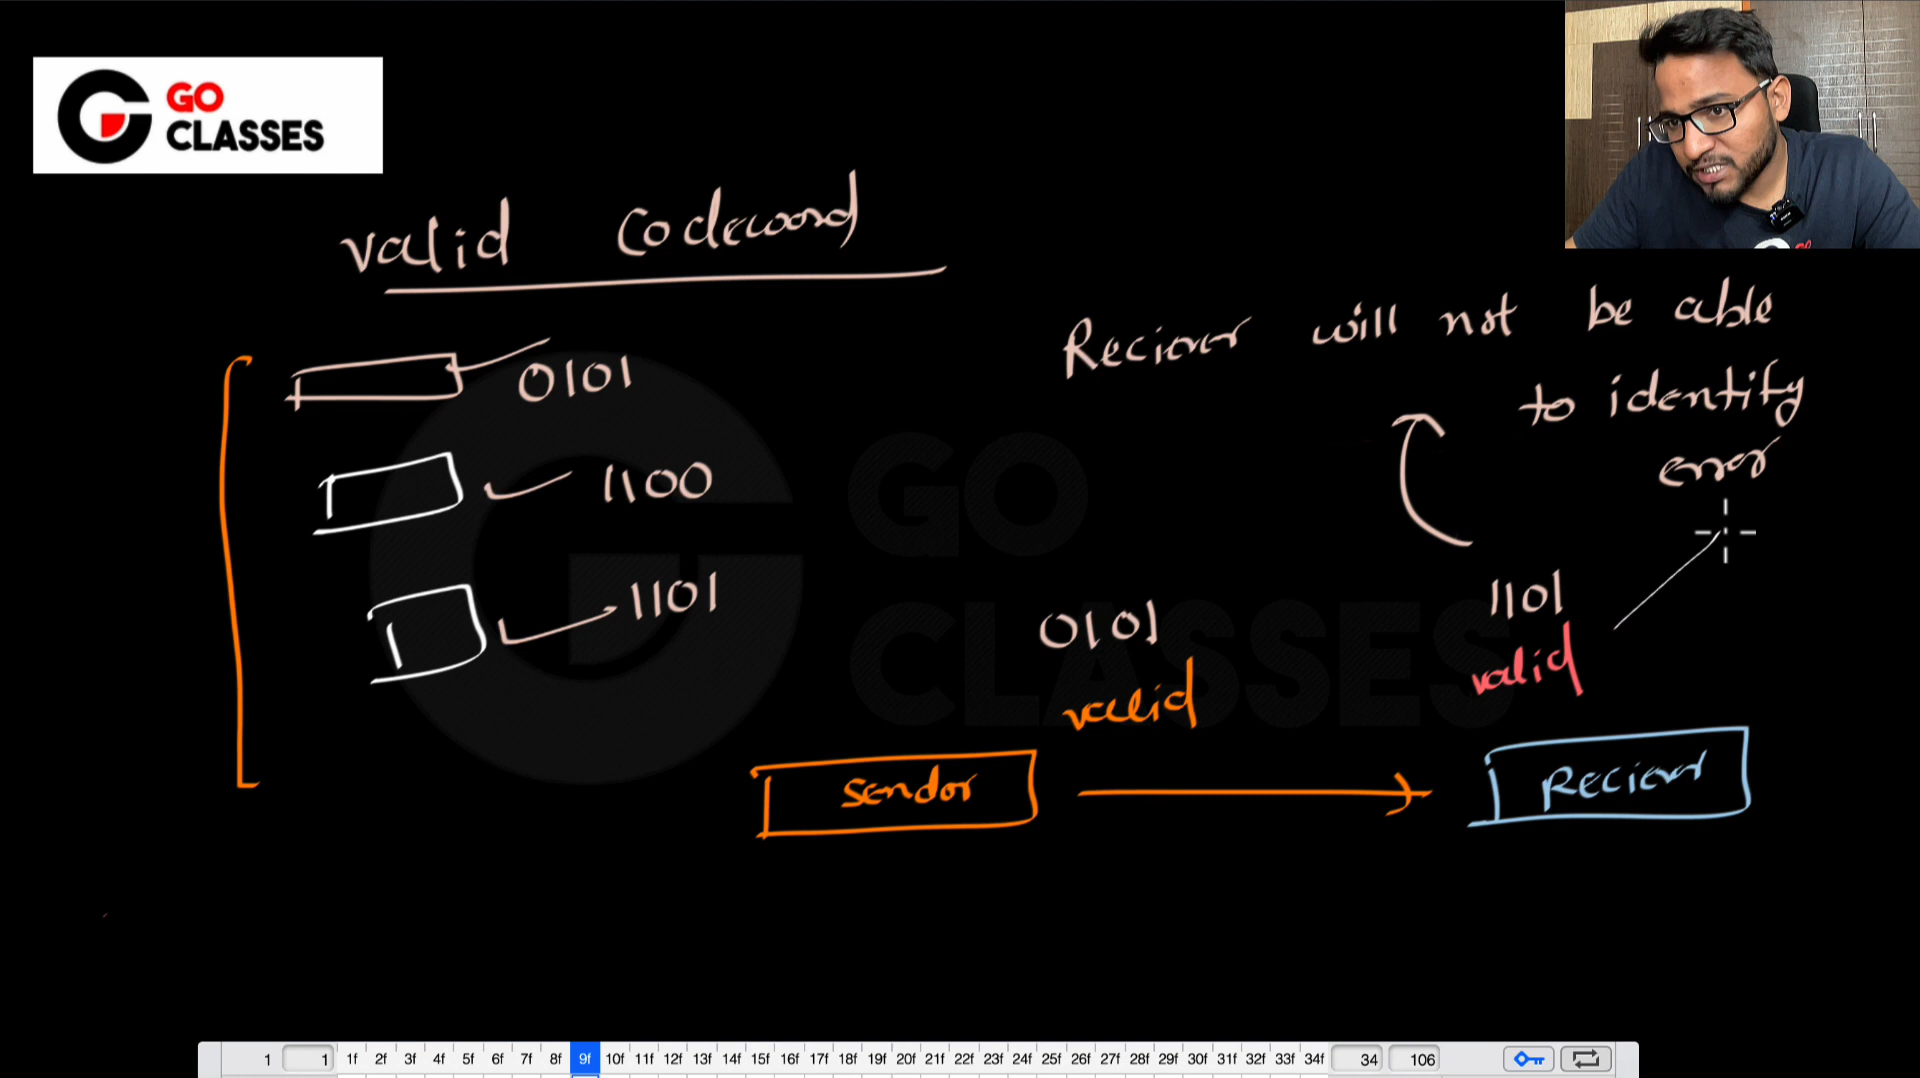 GO
CLASSES
valid codeword
Reciever will not be able
to identify
error
0101
1100
1101
GO
CLASSES
0101
valid
1101
valid
Sendor
Reciever
1 1 1f 2f 3f 4f 5f 6f 7f 8f 9f 10f 11f 12f 13f 14f 15f 16f 17f 18f 19f 20f 21f 22f 23f 24f 25f 26f 27f 28f 29f 30f 31f 32f 33f 34f 34 106